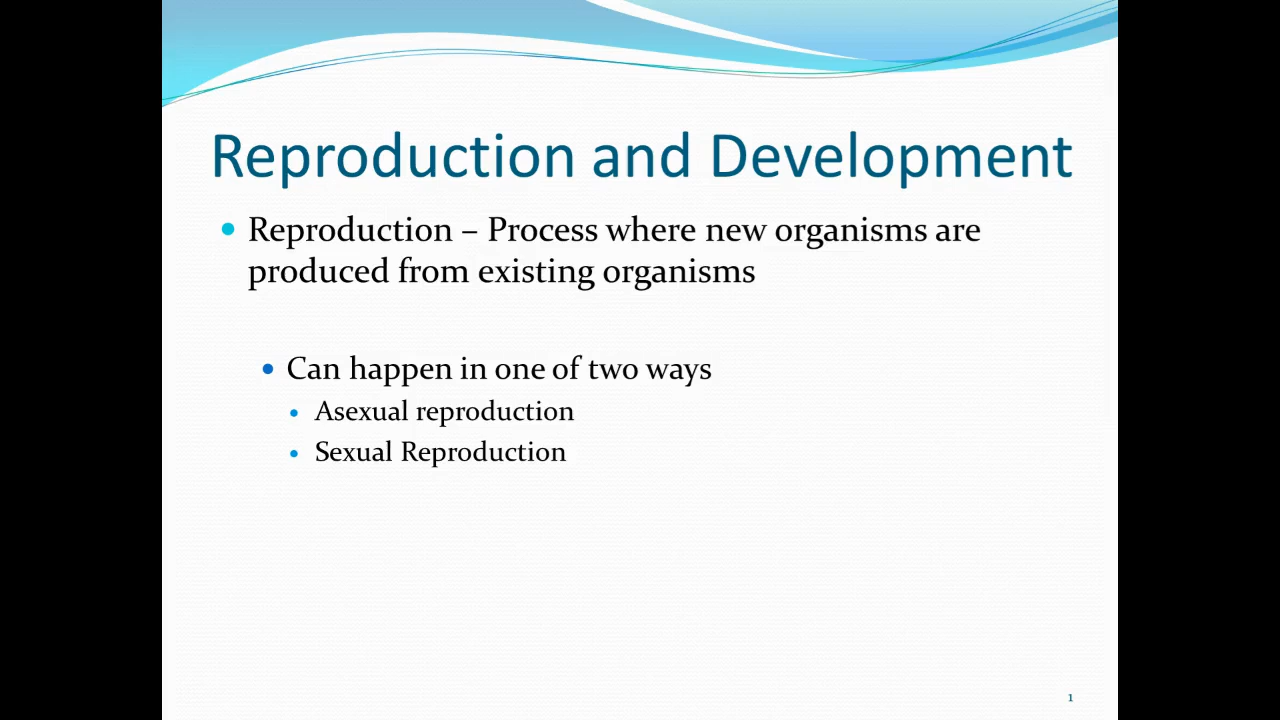 Reproduction and Development
• Reproduction – Process where new organisms are
produced from existing organisms
• Can happen in one of two ways
• Asexual reproduction
• Sexual Reproduction
1